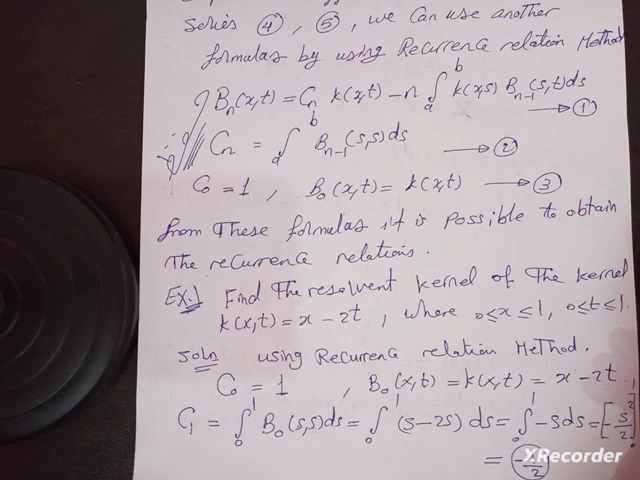 series ④, ⑤, we can use another
formulas by using Recurrence relation Method
Bₙ(x,t) = Cₙ k(x,t) - n ∫ₐᵇ k(x,s) Bₙ₋₁(s,t)ds → ①
Cₙ = ∫ₐᵇ Bₙ₋₁(s,s)ds → ②
C₀ = 1 , B₀(x,t) = k(x,t) → ③
from These formulas it is possible to obtain
The recurrence relations.
EX.1 Find The resolvent kernel of The kernel
k(x,t) = x - 2t , where 0≤x≤1, 0≤t≤1.
Soln using Recurrence relation Method.
C₀ = 1 , B₀(x,t) = k(x,t) = x - 2t
C₁ = ∫₀¹ B₀(s,s)ds = ∫₀¹ (s-2s) ds = ∫₀¹ -s ds = [-s²/2]₀¹
= -1/2
XRecorder